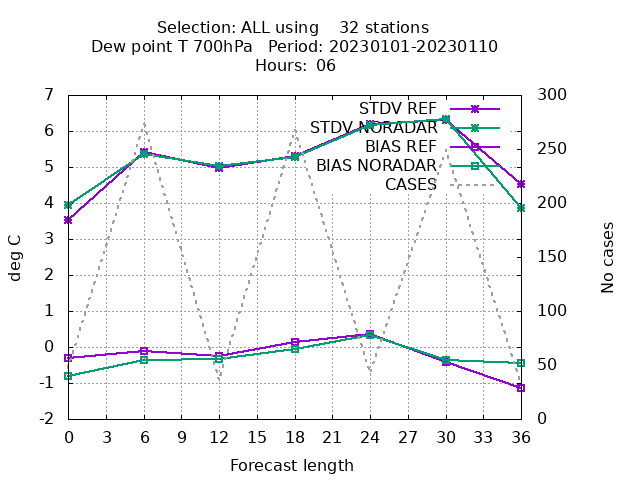 Selection: ALL using    32 stations
Dew point T 700hPa   Period: 20230101-20230110
Hours: 06
STDV REF
STDV NORADAR
BIAS REF
BIAS NORADAR
CASES
7
6
5
4
3
2
1
0
-1
-2
deg C
300
250
200
150
100
50
0
No cases
0 3 6 9 12 15 18 21 24 27 30 33 36
Forecast length